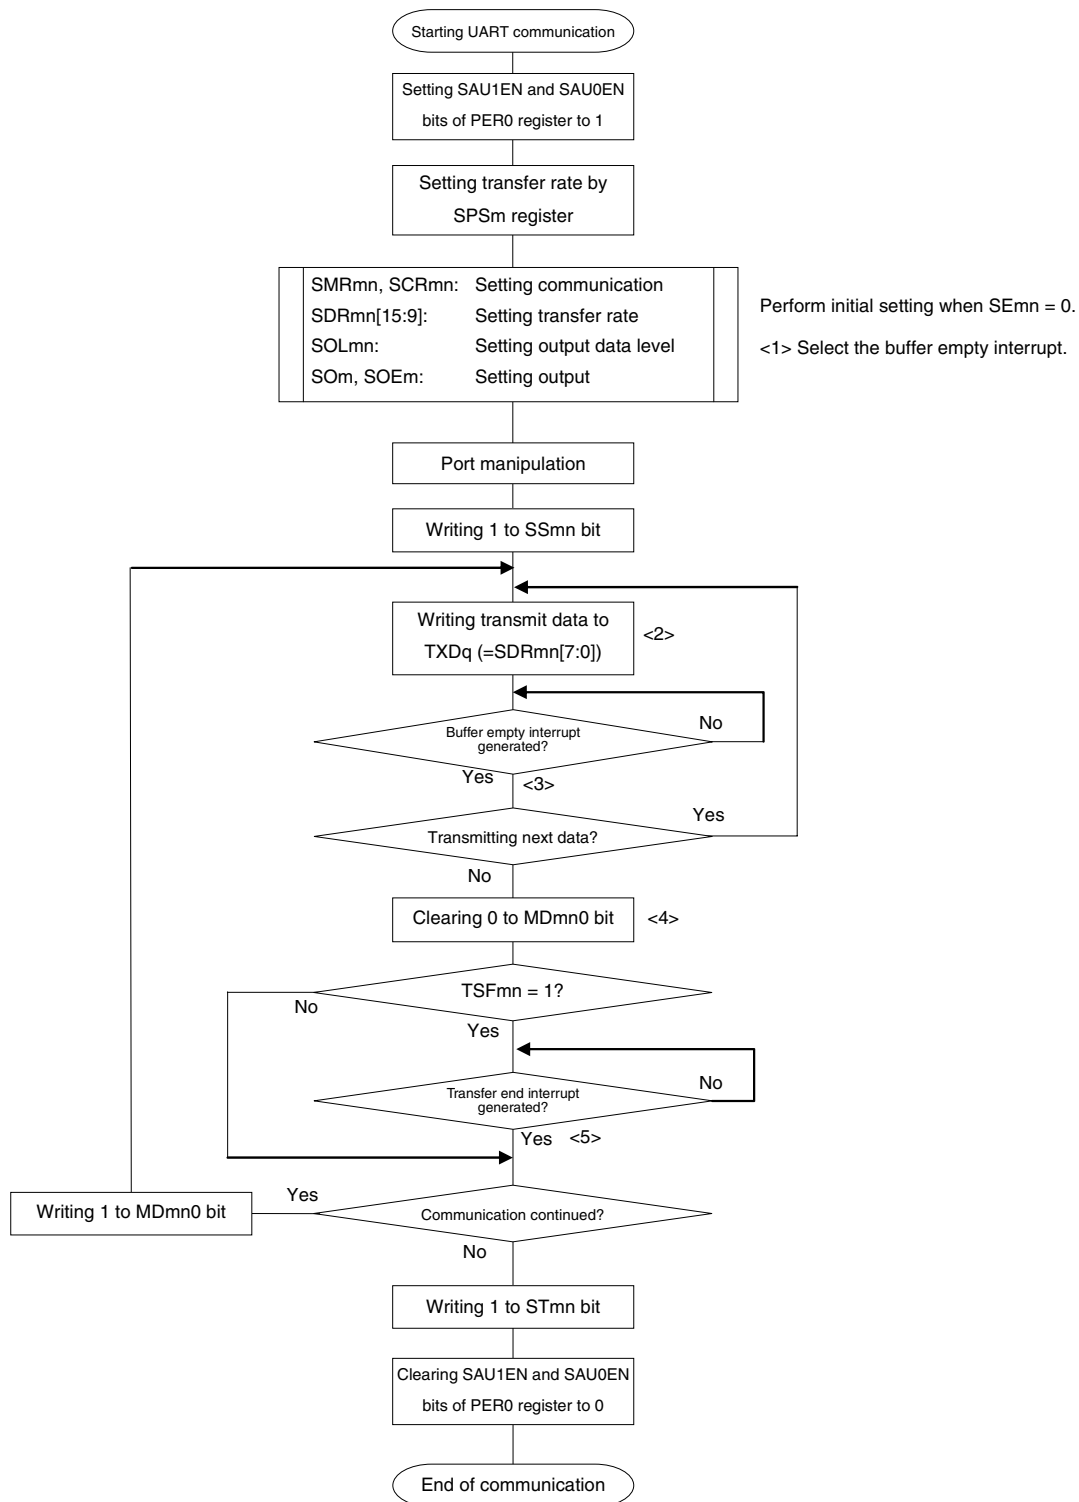 Starting UART communication
Setting SAU1EN and SAU0EN
bits of PER0 register to 1
Setting transfer rate by
SPSm register
SMRmn, SCRmn: Setting communication
SDRmn[15:9]: Setting transfer rate
SOLmn: Setting output data level
SOm, SOEm: Setting output
Perform initial setting when SEmn = 0.
<1> Select the buffer empty interrupt.
Port manipulation
Writing 1 to SSmn bit
Writing transmit data to
TXDq (=SDRmn[7:0])
<2>
Buffer empty interrupt
generated?
No
Yes
<3>
Transmitting next data?
Yes
No
Clearing 0 to MDmn0 bit
<4>
TSFmn = 1?
No
Yes
Transfer end interrupt
generated?
No
Yes
<5>
Writing 1 to MDmn0 bit
Yes
Communication continued?
No
Writing 1 to STmn bit
Clearing SAU1EN and SAU0EN
bits of PER0 register to 0
End of communication